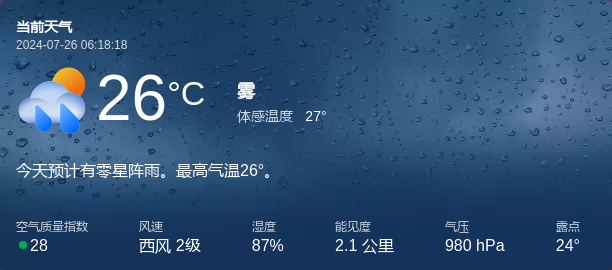 当前天气
2024-07-26 06:18:18
26°C
雾
体感温度 27°
今天预计有零星阵雨。最高气温26°。
空气质量指数 风速 湿度 能见度 气压 露点
28 西风 2级 87% 2.1 公里 980 hPa 24°